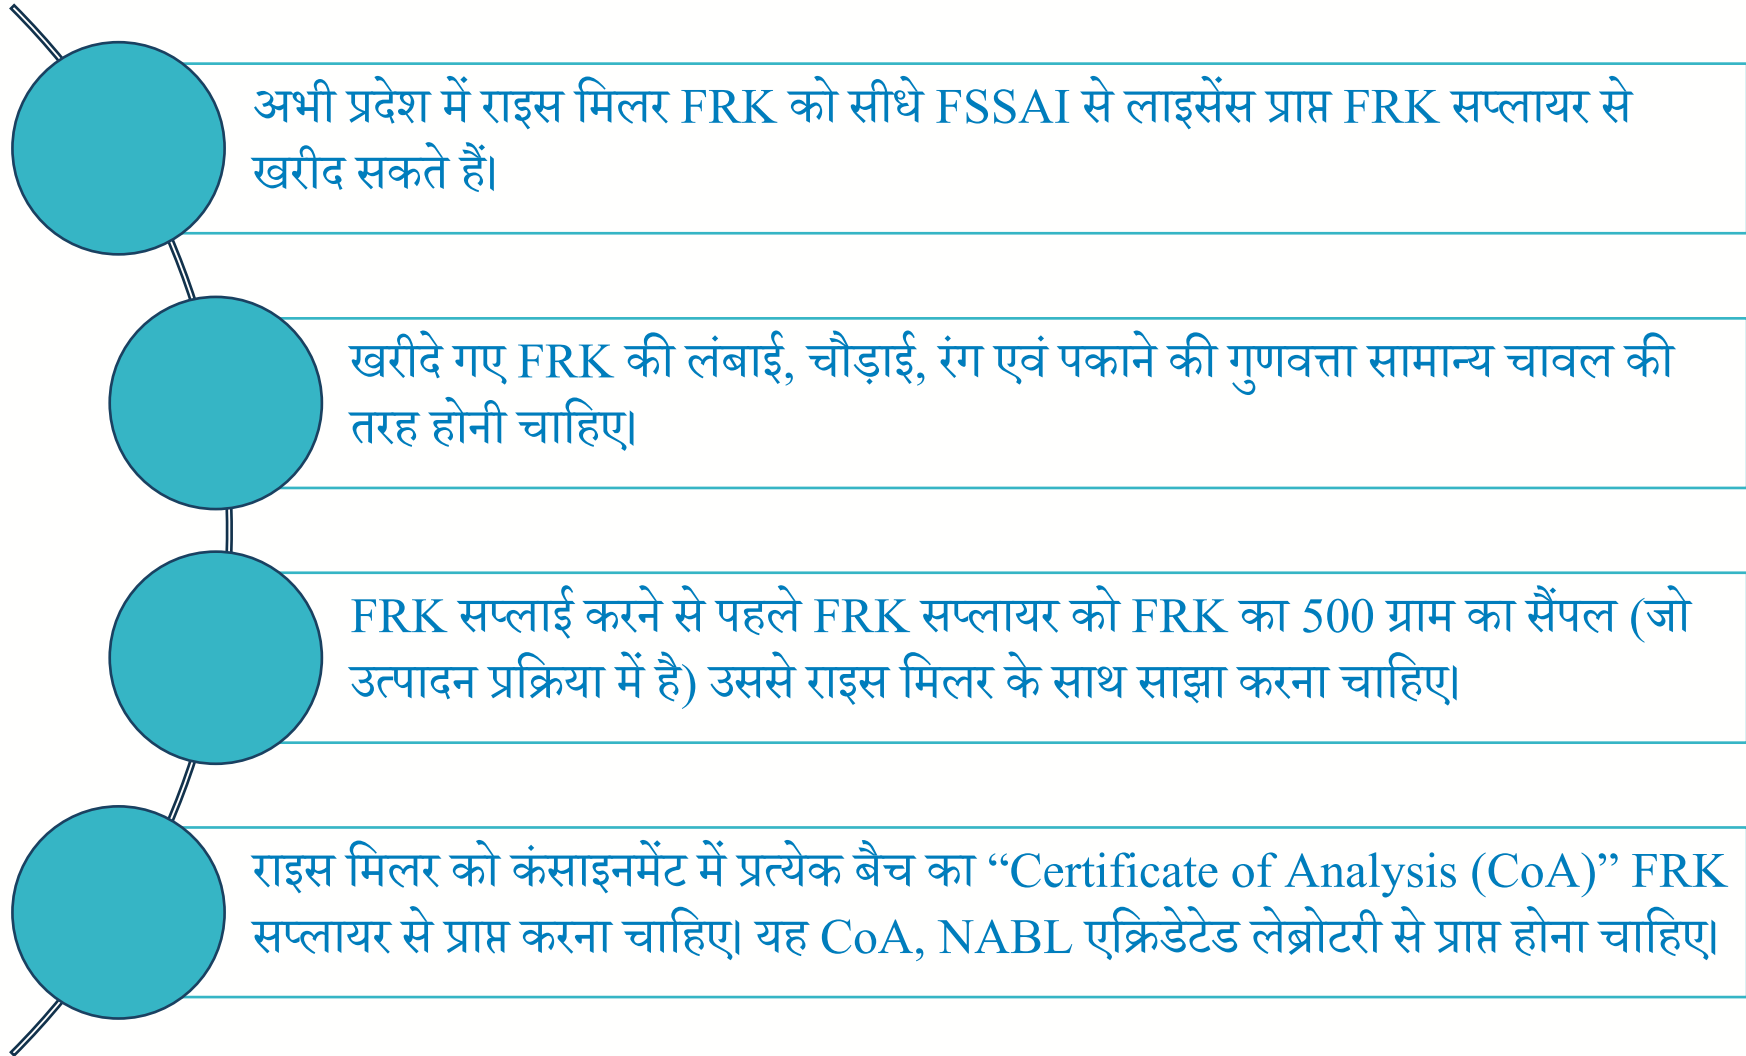 अभी प्रदेश में राइस मिलर FRK को सीधे FSSAI से लाइसेंस प्राप्त FRK सप्लायर से
खरीद सकते हैं।
खरीदे गए FRK की लंबाई, चौड़ाई, रंग एवं पकाने की गुणवत्ता सामान्य चावल की
तरह होनी चाहिए।
FRK सप्लाई करने से पहले FRK सप्लायर को FRK का 500 ग्राम का सैंपल (जो
उत्पादन प्रक्रिया में है) उससे राइस मिलर के साथ साझा करना चाहिए।
राइस मिलर को कंसाइनमेंट में प्रत्येक बैच का “Certificate of Analysis (CoA)” FRK
सप्लायर से प्राप्त करना चाहिए। यह CoA, NABL एक्रिडेटेड लेब्रोटरी से प्राप्त होना चाहिए।